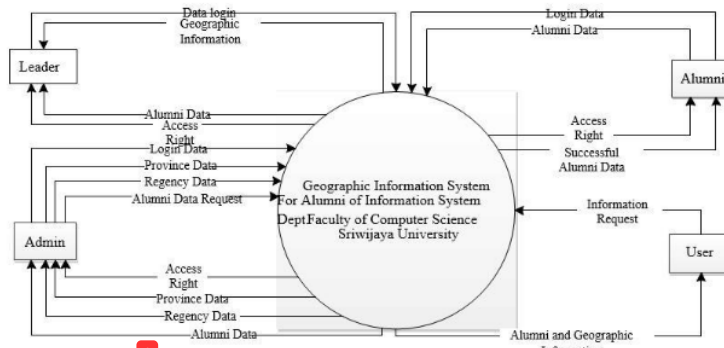 Data login
Geographic
Information
Login Data
Alumni Data
Leader
Alumni
Alumni Data
Access
Right
Access
Right
Successful
Alumni Data
Login Data
Province Data
Regency Data
Alumni Data Request
Geographic Information System
For Alumni of Information System
Dept.Faculty of Computer Science
Sriwijaya University
Information
Request
Admin
User
Access
Right
Province Data
Regency Data
Alumni Data
Alumni and Geographic